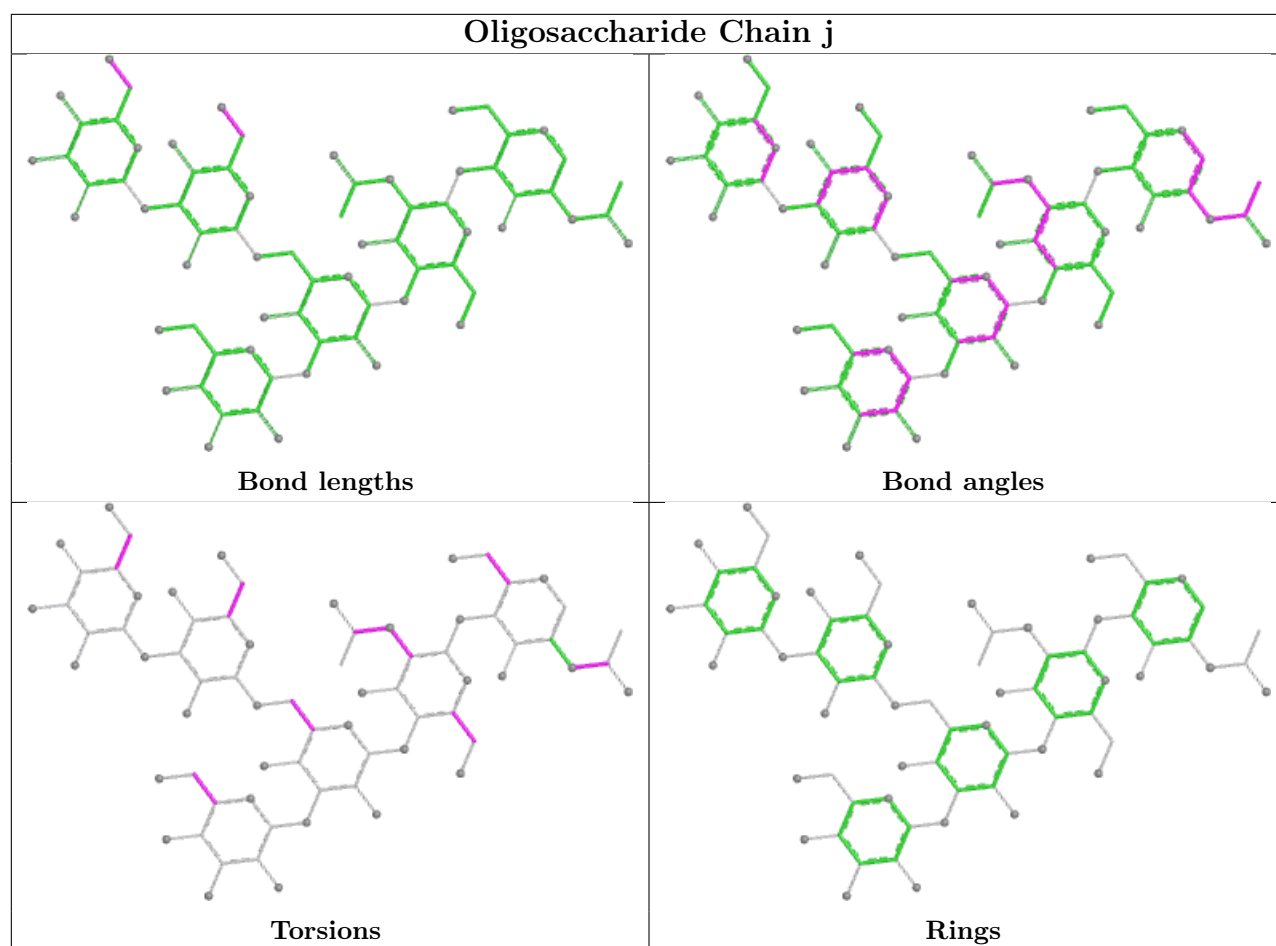 Oligosaccharide Chain j
Bond lengths
Bond angles
Torsions
Rings